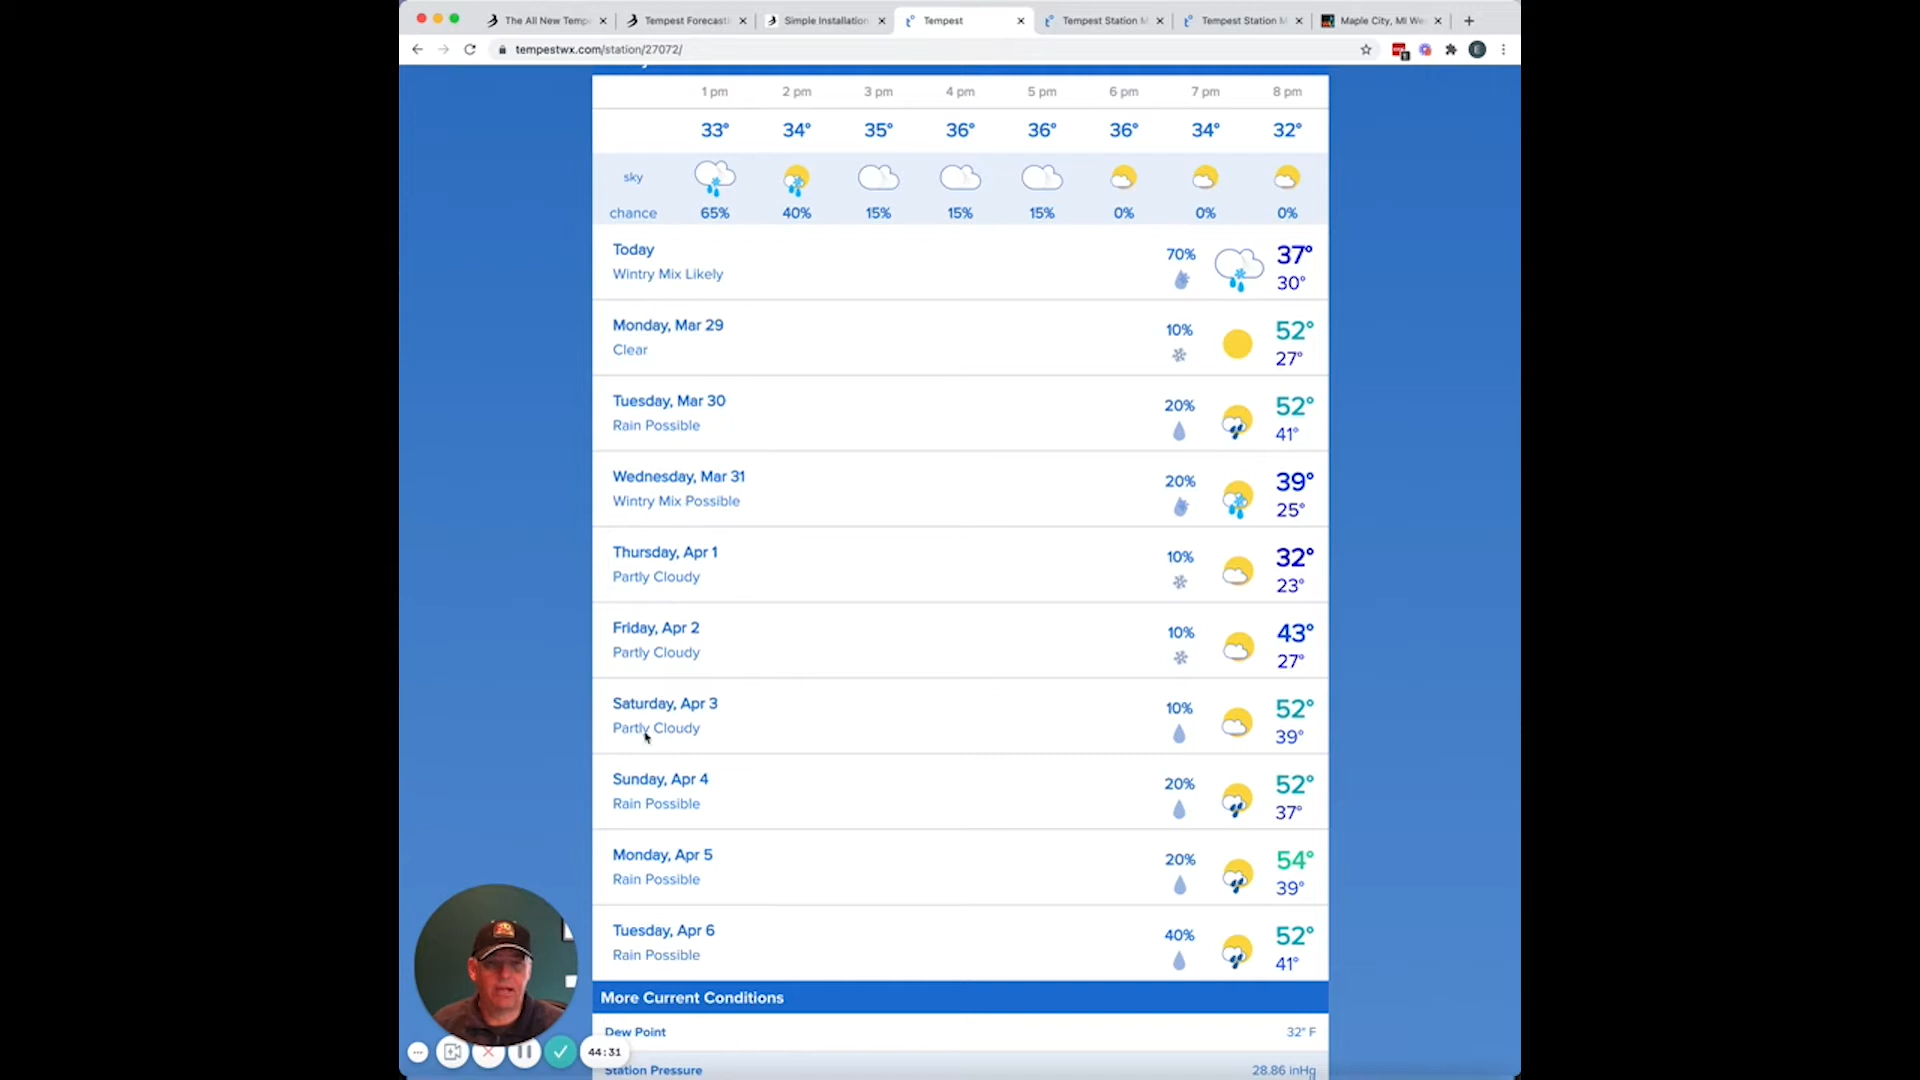 The All New Temp
Tempest Forecast
Simple Installation
Tempest
Tempest Station M
Tempest Station M
Maple City, MI We
tempestwx.com/station/27072/
E
1 pm 2 pm 3 pm 4 pm 5 pm 6 pm 7 pm 8 pm
33° 34° 35° 36° 36° 36° 34° 32°
sky
chance 65% 40% 15% 15% 15% 0% 0% 0%
Today
Wintry Mix Likely
70%
37°
30°
Monday, Mar 29
Clear
10%
52°
27°
Tuesday, Mar 30
Rain Possible
20%
52°
41°
Wednesday, Mar 31
Wintry Mix Possible
20%
39°
25°
Thursday, Apr 1
Partly Cloudy
10%
32°
23°
Friday, Apr 2
Partly Cloudy
10%
43°
27°
Saturday, Apr 3
Partly Cloudy
10%
52°
39°
Sunday, Apr 4
Rain Possible
20%
52°
37°
Monday, Apr 5
Rain Possible
20%
54°
39°
Tuesday, Apr 6
Rain Possible
40%
52°
41°
More Current Conditions
Dew Point 32° F
44:31
Station Pressure 28.86 inHg